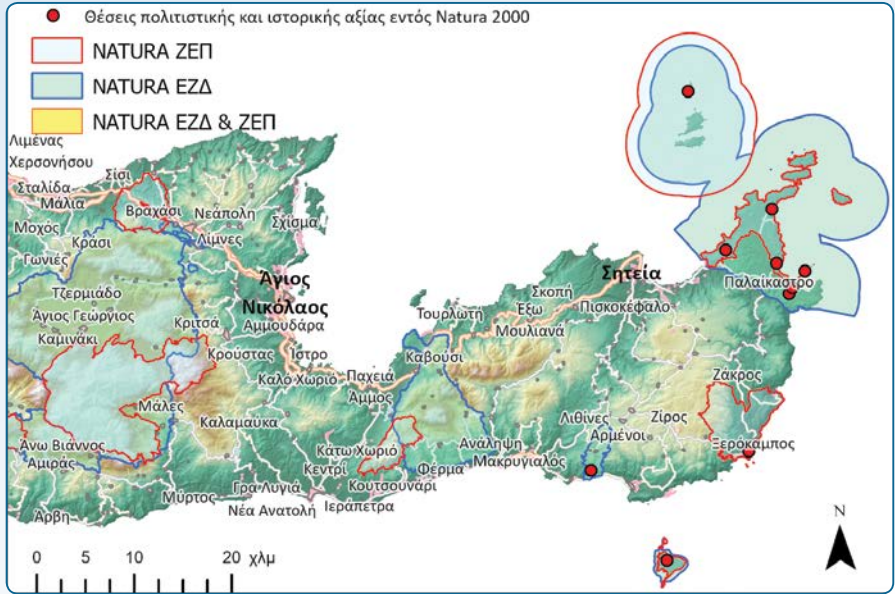 Θέσεις πολιτιστικής και ιστορικής αξίας εντός Natura 2000
NATURA ΖΕΠ
NATURA ΕΖΔ
NATURA ΕΖΔ & ΖΕΠ
Λιμένας
Χερσονήσου
Σταλίδα
Σίσι
Μάλια
Βραχάσι
Νεάπολη
Μοχός
Κράσι
Λίμνες
Σχίσμα
Γωνιές
Άγιος
Νικόλαος
Σητεία
Παλαίκαστρο
Τζερμιάδο
Σκοπή
Πισκοκέφαλο
Άγιος Γεώργιος
Κριτσά
Αμμουδάρα
Τουρλωτή
Έξω
Μουλιανά
Καμινάκι
Κρούστας
Ίστρο
Καβούσι
Καλό Χωριό
Παχειά
Άμμος
Ζάκρος
Μάλες
Καλαμαύκα
Λιθίνες
Ζίρος
Αρμένοι
Άνω Βιάννος
Κάτω Χωριό
Ανάληψη
Ξερόκαμπος
Αμιράς
Κεντρί
Φέρμα
Μακρυγιαλός
Μύρτος
Γρα Λυγιά
Κουτσουνάρι
Άρβη
Νέα Ανατολή
Ιεράπετρα
N
0 5 10 20 χλμ